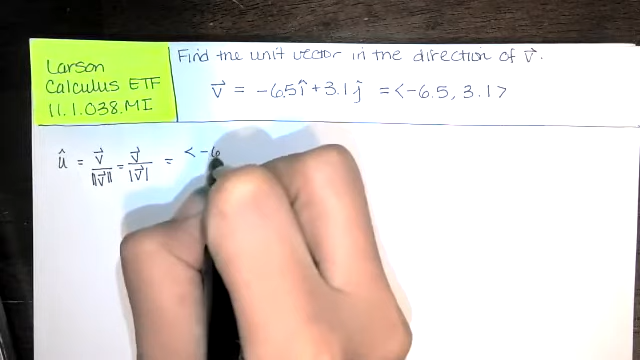 Larson
Calculus ETF
11.1.038.MI
Find the unit vector in the direction of v⃗.
v⃗ = -6.5î + 3.1ĵ = <-6.5, 3.1>
û = v⃗/||v⃗|| = v⃗/|v⃗| = <-6